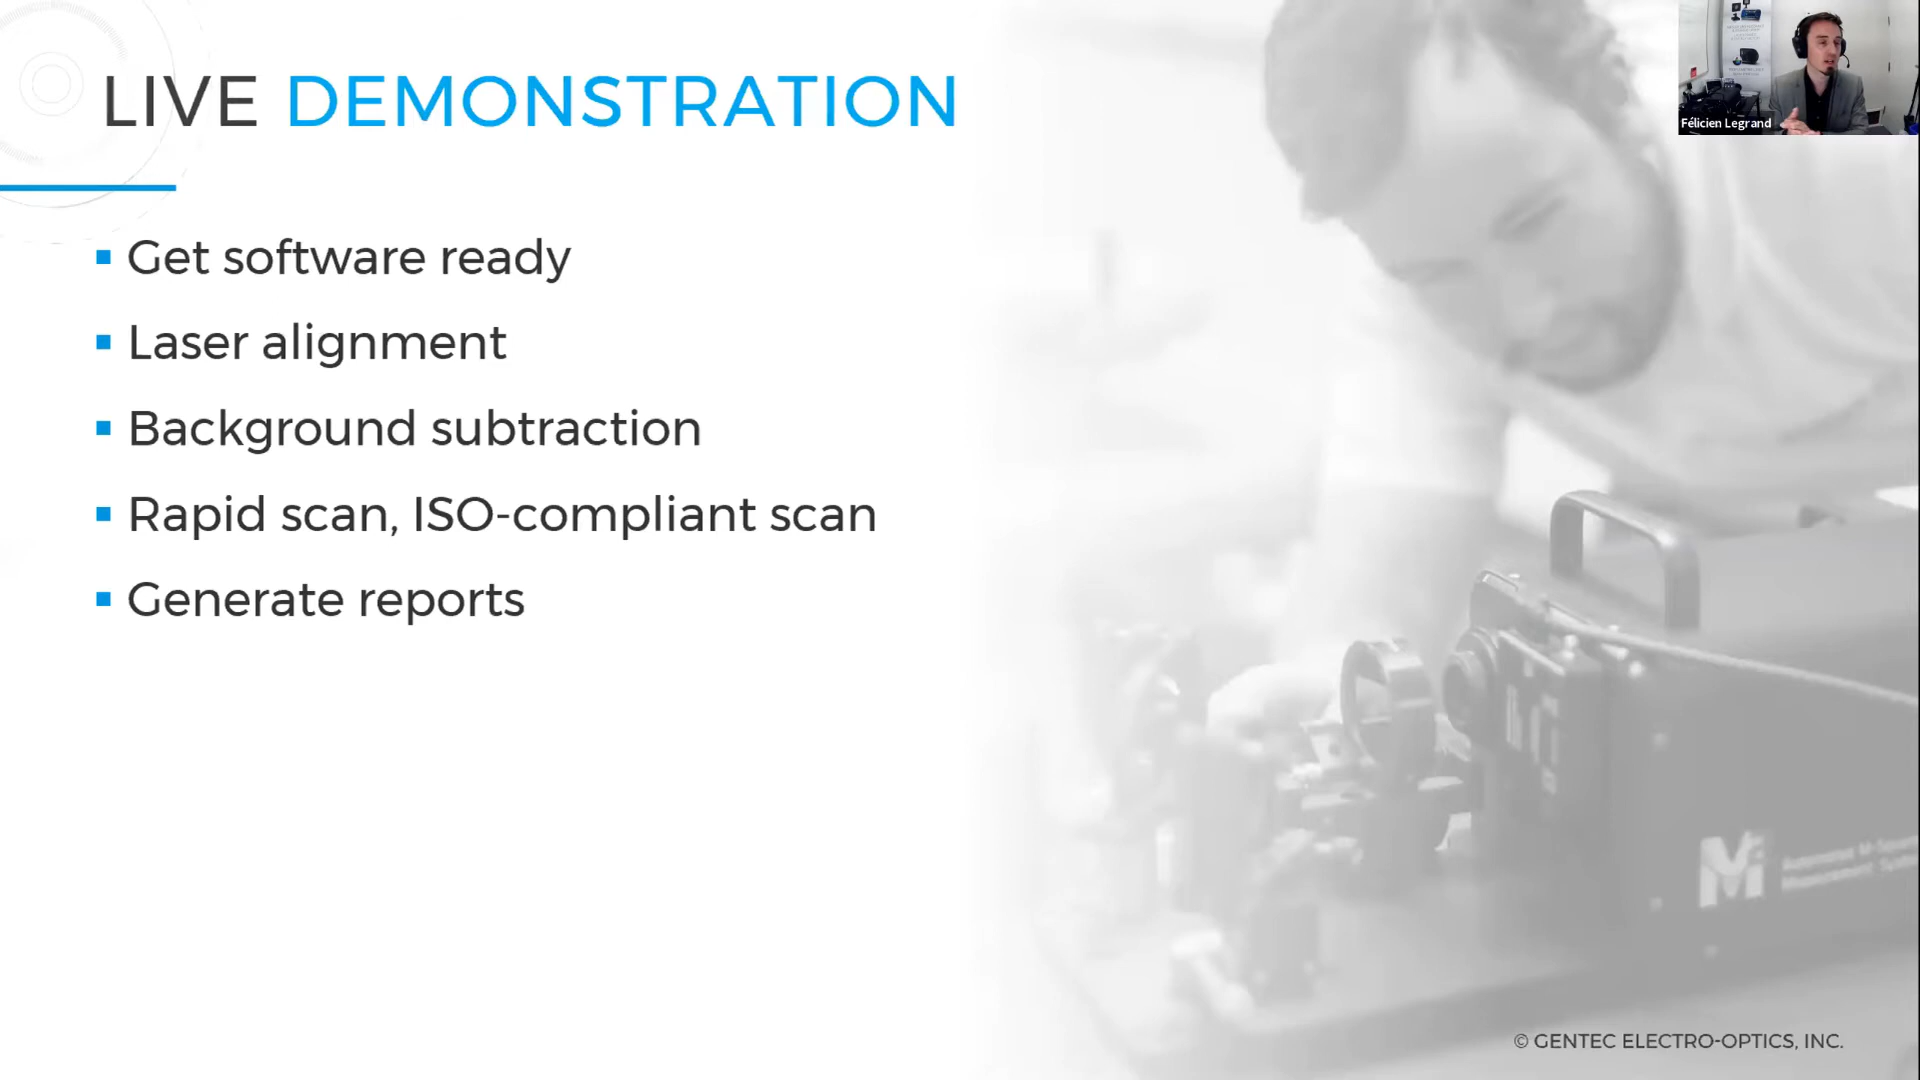 LIVE DEMONSTRATION
Félicien Legrand
Get software ready
Laser alignment
Background subtraction
Rapid scan, ISO-compliant scan
Generate reports
M²
© GENTEC ELECTRO-OPTICS, INC.